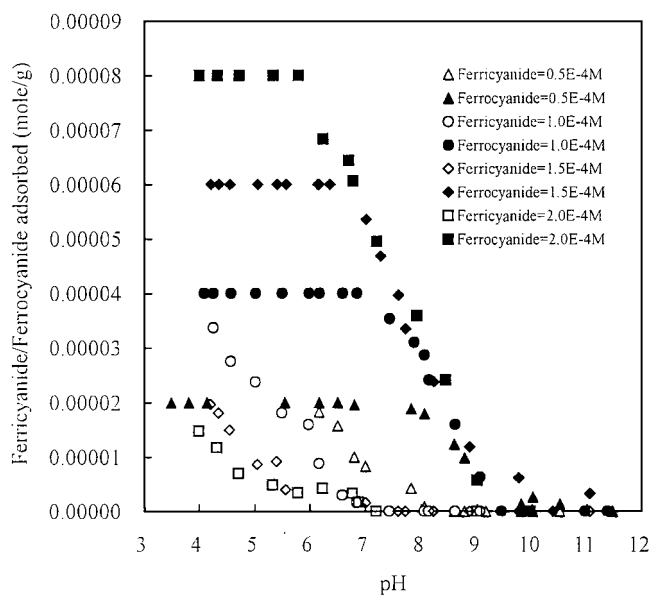 Ferricyanide/Ferrocyanide adsorbed (mole/g)
0.00009
0.00008
0.00007
0.00006
0.00005
0.00004
0.00003
0.00002
0.00001
0.00000
Ferricyanide=0.5E-4M
Ferrocyanide=0.5E-4M
Ferricyanide=1.0E-4M
Ferrocyanide=1.0E-4M
Ferricyanide=1.5E-4M
Ferrocyanide=1.5E-4M
Ferricyanide=2.0E-4M
Ferrocyanide=2.0E-4M
3 4 5 6 7 8 9 10 11 12
pH